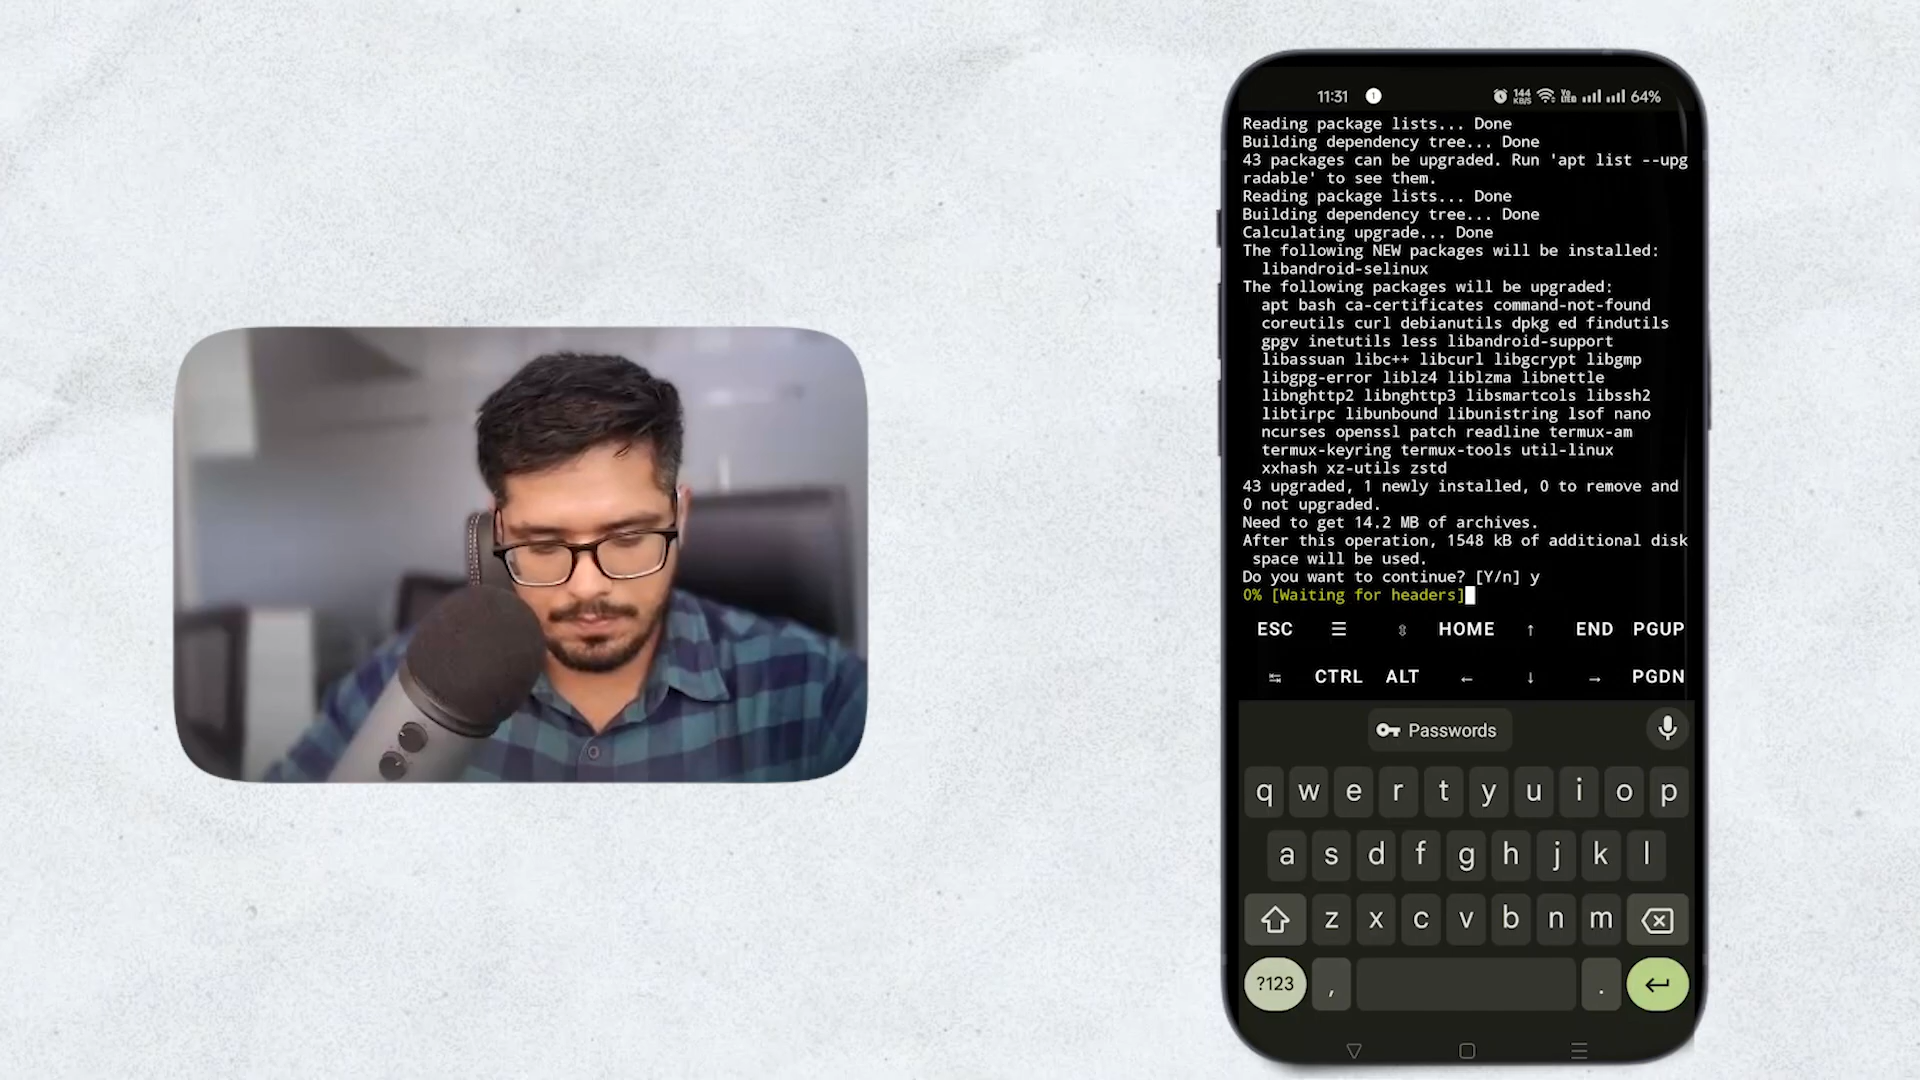 11:31 1 144 KB/S Vo LTE 64%
Reading package lists... Done
Building dependency tree... Done
43 packages can be upgraded. Run 'apt list --upg
radable' to see them.
Reading package lists... Done
Building dependency tree... Done
Calculating upgrade... Done
The following NEW packages will be installed:
libandroid-selinux
The following packages will be upgraded:
apt bash ca-certificates command-not-found
coreutils curl debianutils dpkg ed findutils
gpgv inetutils less libandroid-support
libassuan libc++ libcurl libgcrypt libgmp
libgpg-error liblz4 liblzma libnettle
libnghttp2 libnghttp3 libsmartcols libssh2
libtirpc libunbound libunistring lsof nano
ncurses openssl patch readline termux-am
termux-keyring termux-tools util-linux
xxhash xz-utils zstd
43 upgraded, 1 newly installed, 0 to remove and
0 not upgraded.
Need to get 14.2 MB of archives.
After this operation, 1548 kB of additional disk
space will be used.
Do you want to continue? [Y/n] y
0% [Waiting for headers]
ESC ☰ ⇳ HOME ↑ END PGUP
↹ CTRL ALT ← ↓ → PGDN
Passwords
q w e r t y u i o p
a s d f g h j k l
z x c v b n m
?123 , .